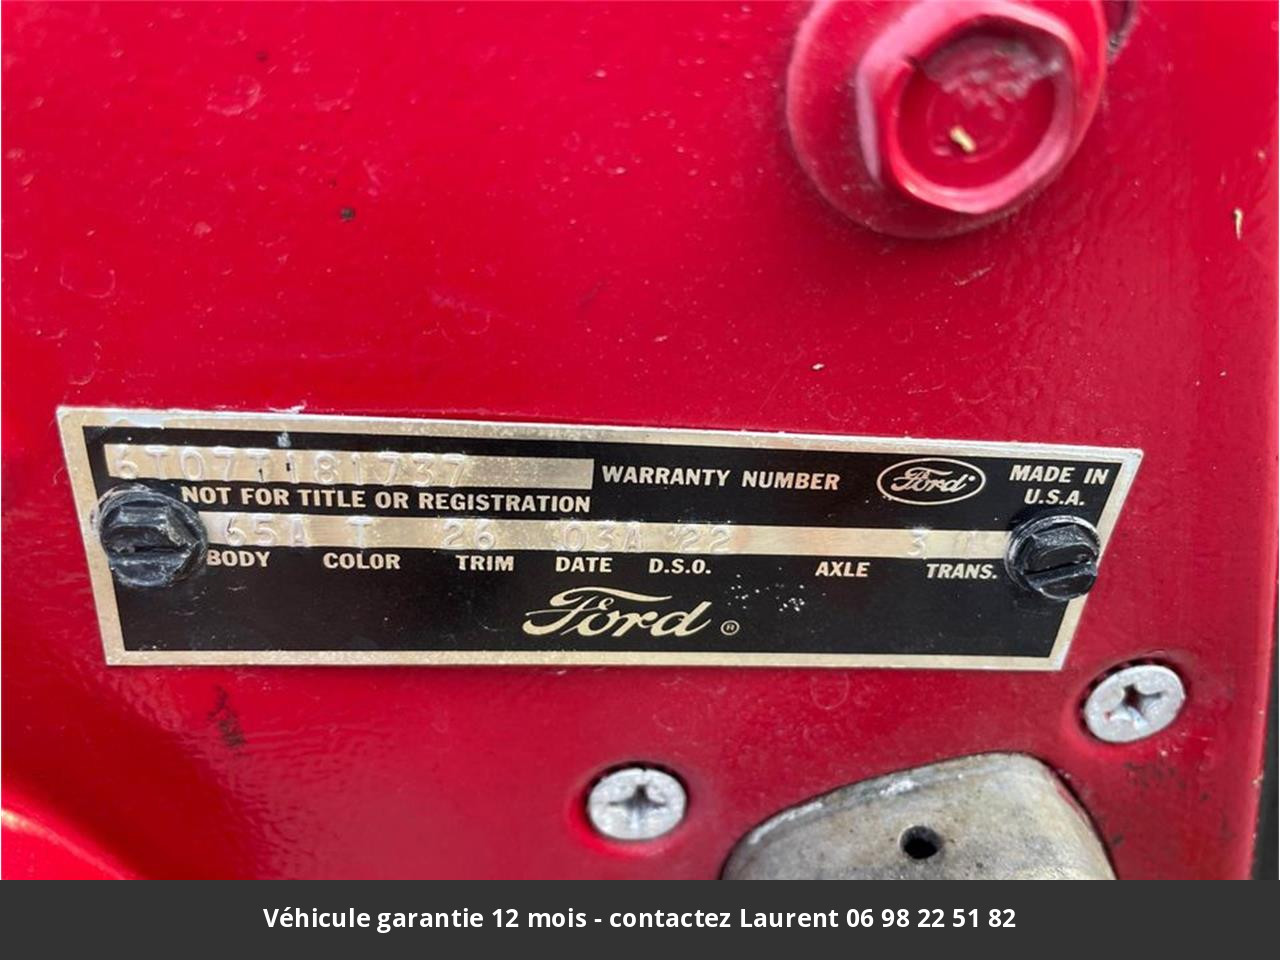 6T07T181737 WARRANTY NUMBER Ford MADE IN
U.S.A.
NOT FOR TITLE OR REGISTRATION
65A T 26 03A 22 3
BODY COLOR TRIM DATE D.S.O. AXLE TRANS.
Ford ®
Véhicule garantie 12 mois - contactez Laurent 06 98 22 51 82